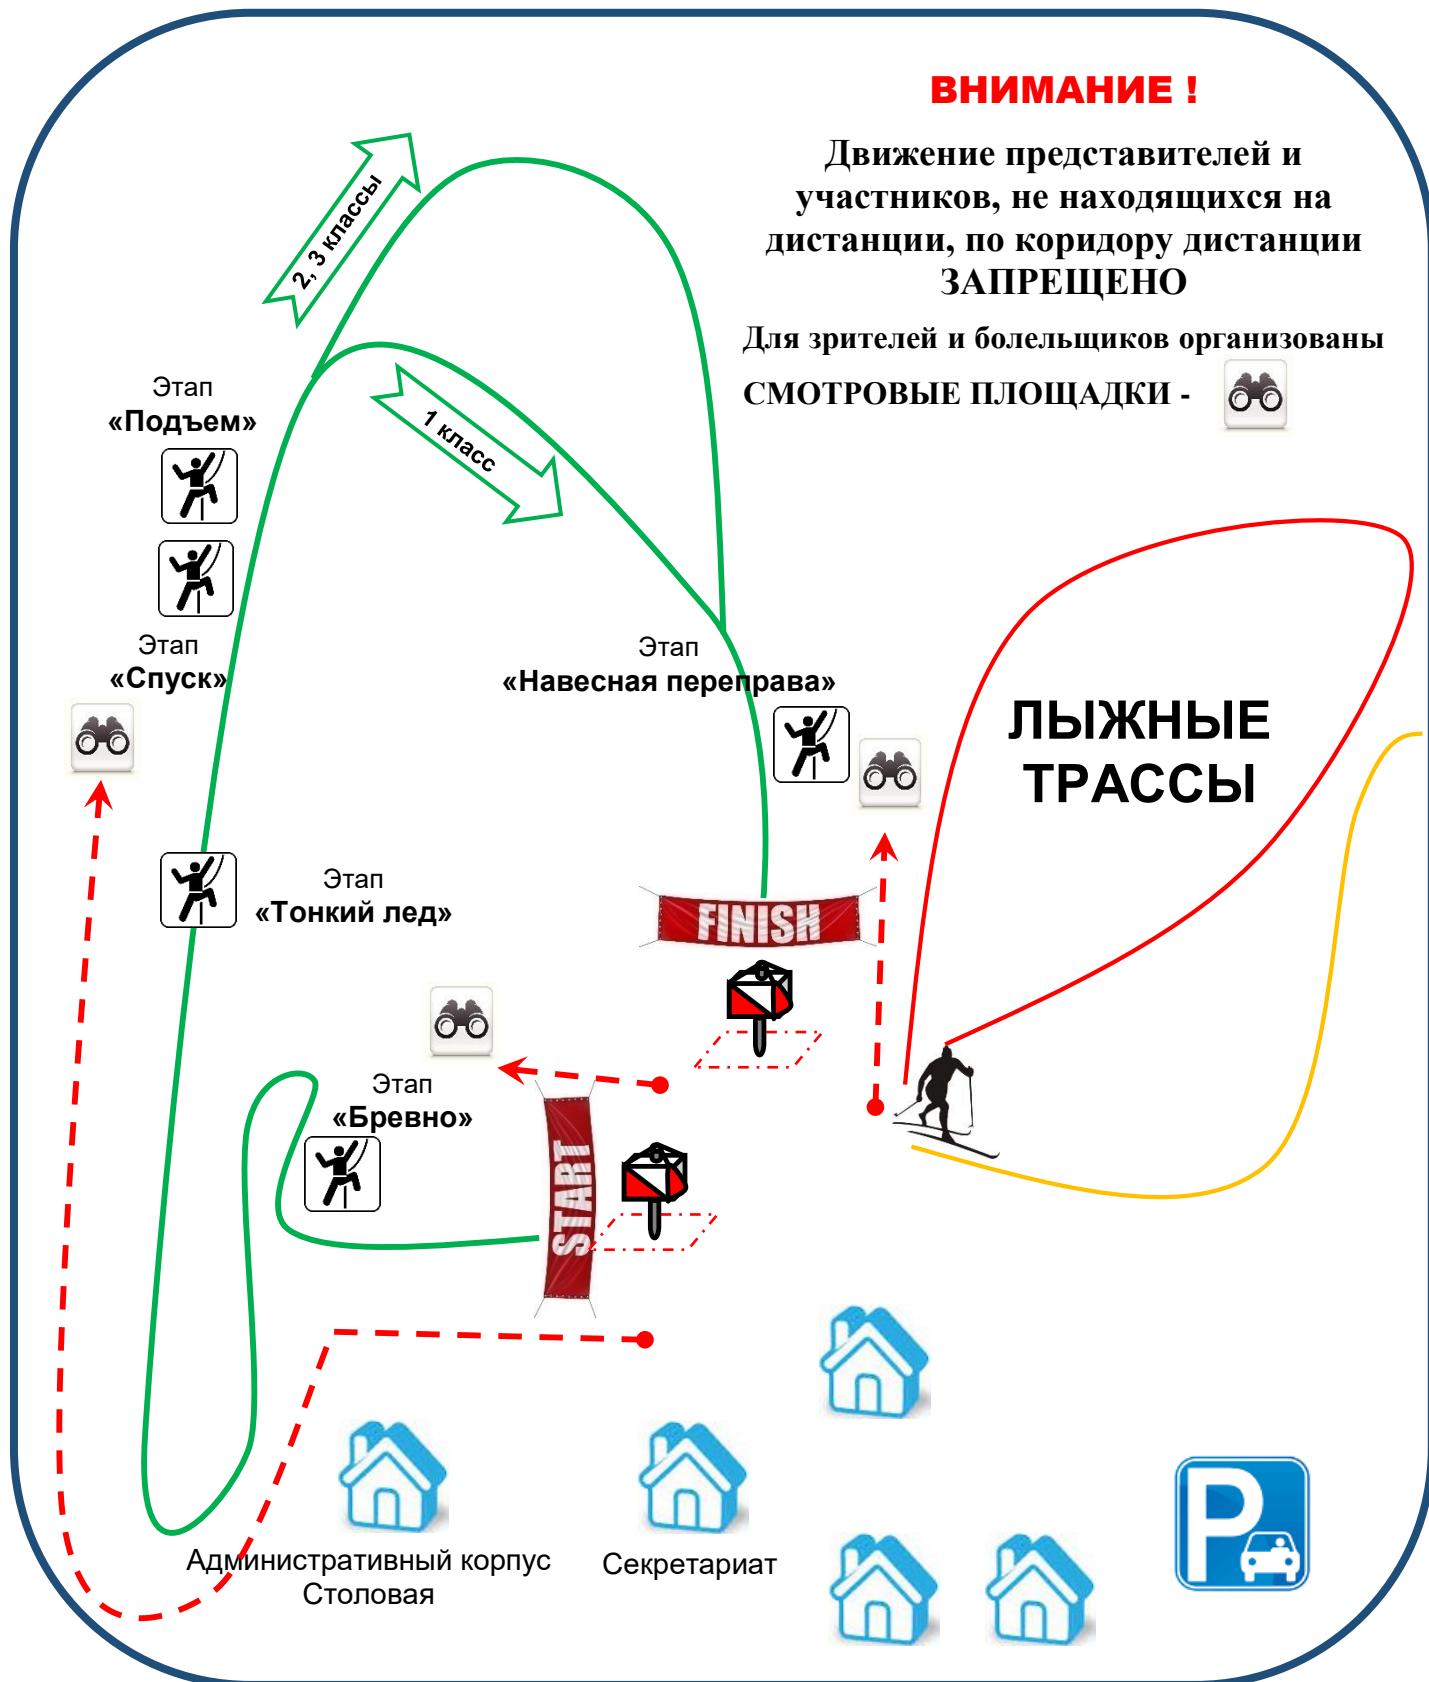 ВНИМАНИЕ !
Движение представителей и
участников, не находящихся на
дистанции, по коридору дистанции
ЗАПРЕЩЕНО
Для зрителей и болельщиков организованы
СМОТРОВЫЕ ПЛОЩАДКИ -
2, 3 классы
1 класс
Этап
«Подъем»
Этап
«Спуск»
Этап
«Навесная переправа»
ЛЫЖНЫЕ
ТРАССЫ
Этап
«Тонкий лед»
FINISH
Этап
«Бревно»
START
Административный корпус
Столовая
Секретариат
P